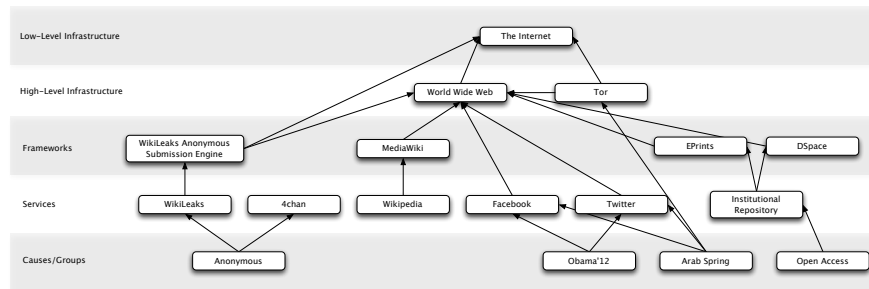 Low-Level Infrastructure
The Internet
High-Level Infrastructure
World Wide Web
Tor
Frameworks
WikiLeaks Anonymous
Submission Engine
MediaWiki
EPrints
DSpace
Services
WikiLeaks
4chan
Wikipedia
Facebook
Twitter
Institutional
Repository
Causes/Groups
Anonymous
Obama'12
Arab Spring
Open Access